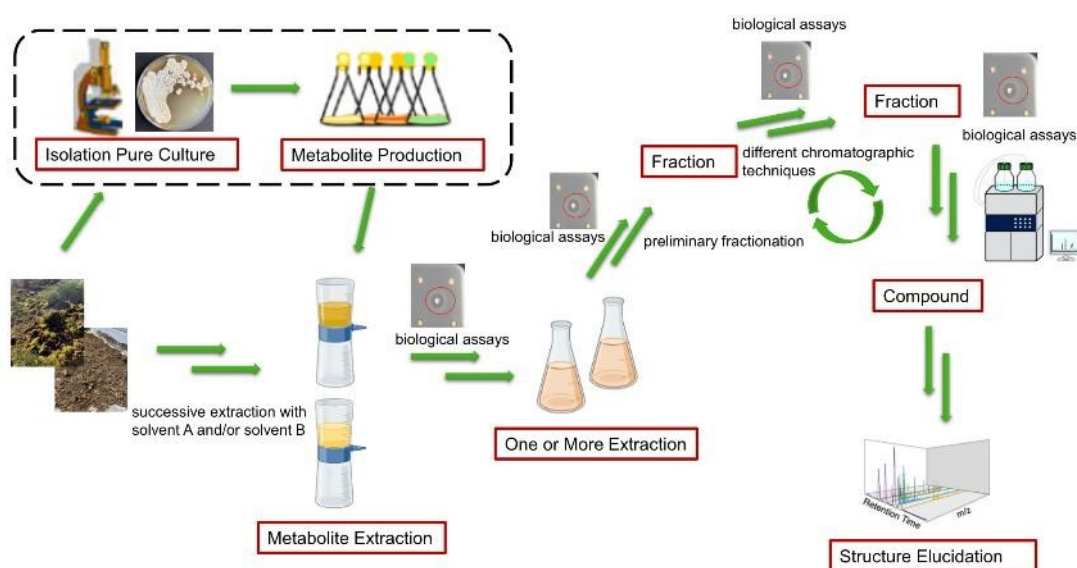 biological assays
Fraction
biological assays
Isolation Pure Culture
Metabolite Production
Fraction
different chromatographic
techniques
biological assays
preliminary fractionation
Compound
biological assays
successive extraction with
solvent A and/or solvent B
One or More Extraction
Retention Time
m/z
Metabolite Extraction
Structure Elucidation